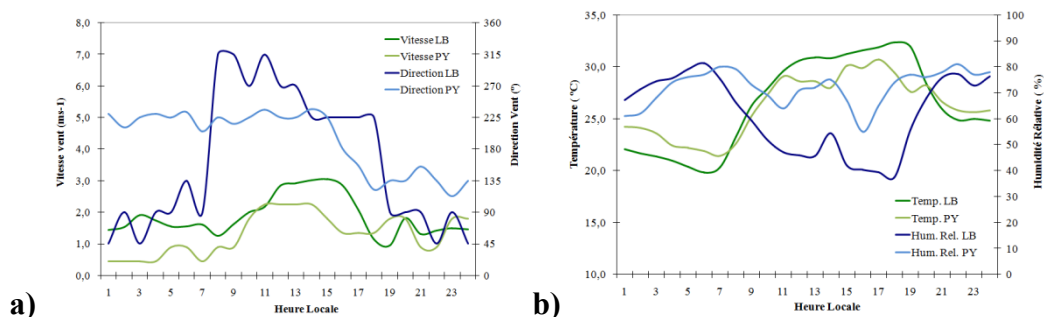 8,0
7,0
6,0
5,0
4,0
3,0
2,0
1,0
0,0
Vitesse vent (ms-1)
Vitesse LB
Vitesse PY
Direction LB
Direction PY
360
315
270
225
180
135
90
45
0
Direction Vent (º)
1 3 5 7 9 11 13 15 17 19 21 23
Heure Locale
a)
35,0
30,0
25,0
20,0
15,0
10,0
Température ( ºC)
Temp. LB
Temp. PY
Hum. Rel. LB
Hum. Rel. PY
100
90
80
70
60
50
40
30
20
10
0
Humidité Rélative ( %)
1 3 5 7 9 11 13 15 17 19 21 23
Heure Locale
b)